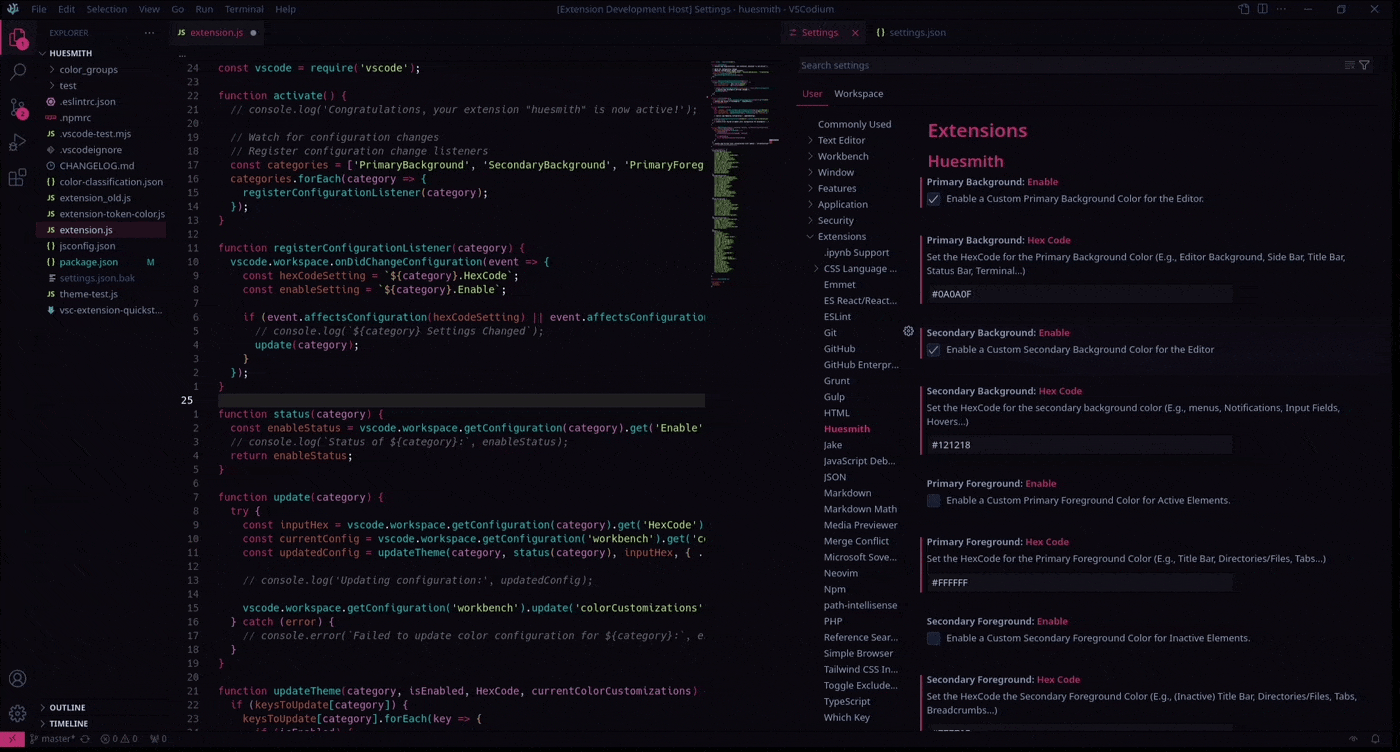 File Edit Selection View Go Run Terminal Help
[Extension Development Host] Settings - huesmith - VSCodium
EXPLORER
1
2
HUESMITH
color_groups
test
.eslintrc.json
.npmrc
.vscode-test.mjs
.vscodeignore
CHANGELOG.md
color-classification.json
extension_old.js
extension-token-color.js
extension.js
jsconfig.json
package.json M
settings.json.bak
theme-test.js
vsc-extension-quickst...
OUTLINE
TIMELINE
JS extension.js
...
24 const vscode = require('vscode');
23
22 function activate() {
21 // console.log('Congratulations, your extension "huesmith" is now active!');
20
19 // Watch for configuration changes
18 // Register configuration change listeners
17 const categories = ['PrimaryBackground', 'SecondaryBackground', 'PrimaryForeg
16 categories.forEach(category => {
15 registerConfigurationListener(category);
14 });
13 }
12
11 function registerConfigurationListener(category) {
10 vscode.workspace.onDidChangeConfiguration(event => {
9 const hexCodeSetting = `${category}.HexCode`;
8 const enableSetting = `${category}.Enable`;
7
6 if (event.affectsConfiguration(hexCodeSetting) || event.affectsConfiguration
5 // console.log(`${category} Settings Changed`);
4 update(category);
3 }
2 });
1 }
25
1 function status(category) {
2 const enableStatus = vscode.workspace.getConfiguration(category).get('Enable'
3 // console.log(`Status of ${category}:`, enableStatus);
4 return enableStatus;
5 }
6
7 function update(category) {
8 try {
9 const inputHex = vscode.workspace.getConfiguration(category).get('HexCode')
10 const currentConfig = vscode.workspace.getConfiguration('workbench').get('co
11 const updatedConfig = updateTheme(category, status(category), inputHex, { .
12
13 // console.log('Updating configuration:', updatedConfig);
14
15 vscode.workspace.getConfiguration('workbench').update('colorCustomizations'
16 } catch (error) {
17 // console.error(`Failed to update color configuration for ${category}:`, e
18 }
19 }
20
21 function updateTheme(category, isEnabled, HexCode, currentColorCustomizations)
22 if (keysToUpdate[category]) {
23 keysToUpdate[category].forEach(key => {
Settings
{} settings.json
Search settings
User Workspace
Commonly Used
Text Editor
Workbench
Window
Features
Application
Security
Extensions
.ipynb Support
CSS Language ...
Emmet
ES React/React...
ESLint
Git
GitHub
GitHub Enterpr...
Grunt
Gulp
HTML
Huesmith
Jake
JavaScript Deb...
JSON
Markdown
Markdown Math
Media Previewer
Merge Conflict
Microsoft Sove...
Neovim
Npm
path-intellisense
PHP
Reference Sear...
Simple Browser
Tailwind CSS In...
Toggle Exclude...
TypeScript
Which Key
Extensions
Huesmith
Primary Background: Enable
Enable a Custom Primary Background Color for the Editor.
Primary Background: Hex Code
Set the HexCode for the Primary Background Color (E.g., Editor Background, Side Bar, Title Bar,
Status Bar, Terminal...)
#0A0A0F
Secondary Background: Enable
Enable a Custom Secondary Background Color for the Editor
Secondary Background: Hex Code
Set the HexCode for the secondary background color (E.g., menus, Notifications, Input Fields,
Hovers...)
#121218
Primary Foreground: Enable
Enable a Custom Primary Foreground Color for Active Elements.
Primary Foreground: Hex Code
Set the HexCode for the Primary Foreground Color (E.g., Title Bar, Directories/Files, Tabs...)
#FFFFFF
Secondary Foreground: Enable
Enable a Custom Secondary Foreground Color for Inactive Elements.
Secondary Foreground: Hex Code
Set the HexCode the Secondary Foreground Color (E.g., (Inactive) Title Bar, Directories/Files, Tabs,
Breadcrumbs...)
master* 0 0 0